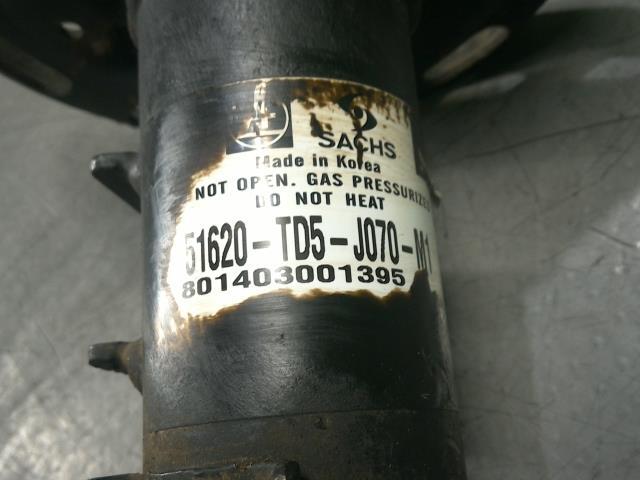 SACHS
Made in Korea
NOT OPEN. GAS PRESSURIZED
DO NOT HEAT
51620-TD5-J070-M1
801403001395